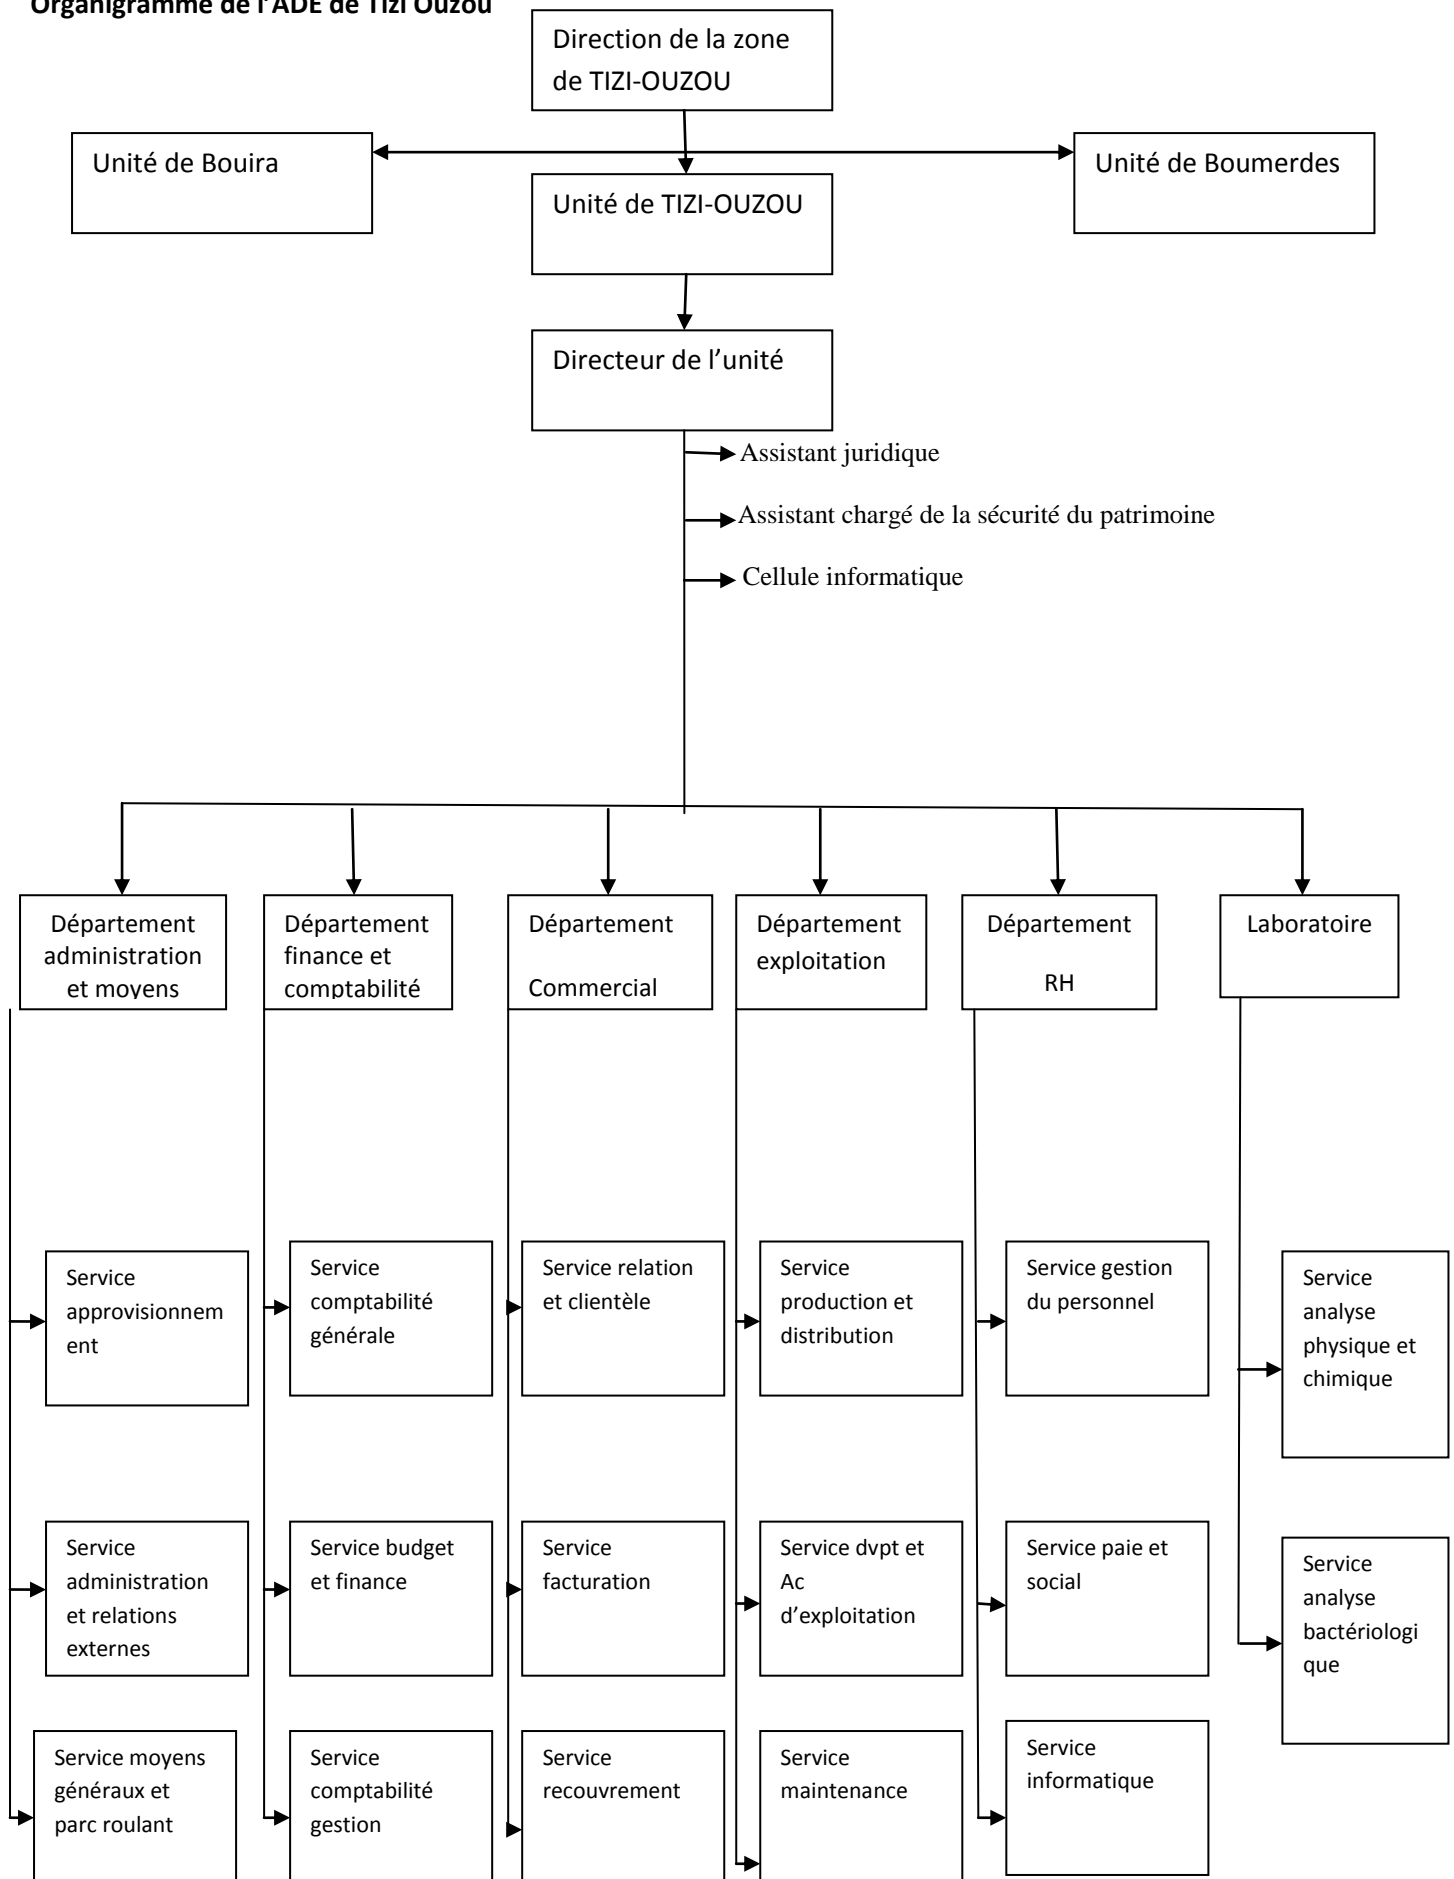 Organigramme de l'ADE de Tizi Ouzou
Direction de la zone
de TIZI-OUZOU
Unité de Bouira
Unité de Boumerdes
Unité de TIZI-OUZOU
Directeur de l’unité
Assistant juridique
Assistant chargé de la sécurité du patrimoine
Cellule informatique
Département
administration
et moyens
Département
finance et
comptabilité
Département
Commercial
Département
exploitation
Département
RH
Laboratoire
Service
approvisionnem
ent
Service
comptabilité
générale
Service relation
et clientèle
Service
production et
distribution
Service gestion
du personnel
Service
analyse
physique et
chimique
Service
administration
et relations
externes
Service budget
et finance
Service
facturation
Service dvpt et
Ac
d’exploitation
Service paie et
social
Service
analyse
bactériologi
que
Service moyens
généraux et
parc roulant
Service
comptabilité
gestion
Service
recouvrement
Service
maintenance
Service
informatique